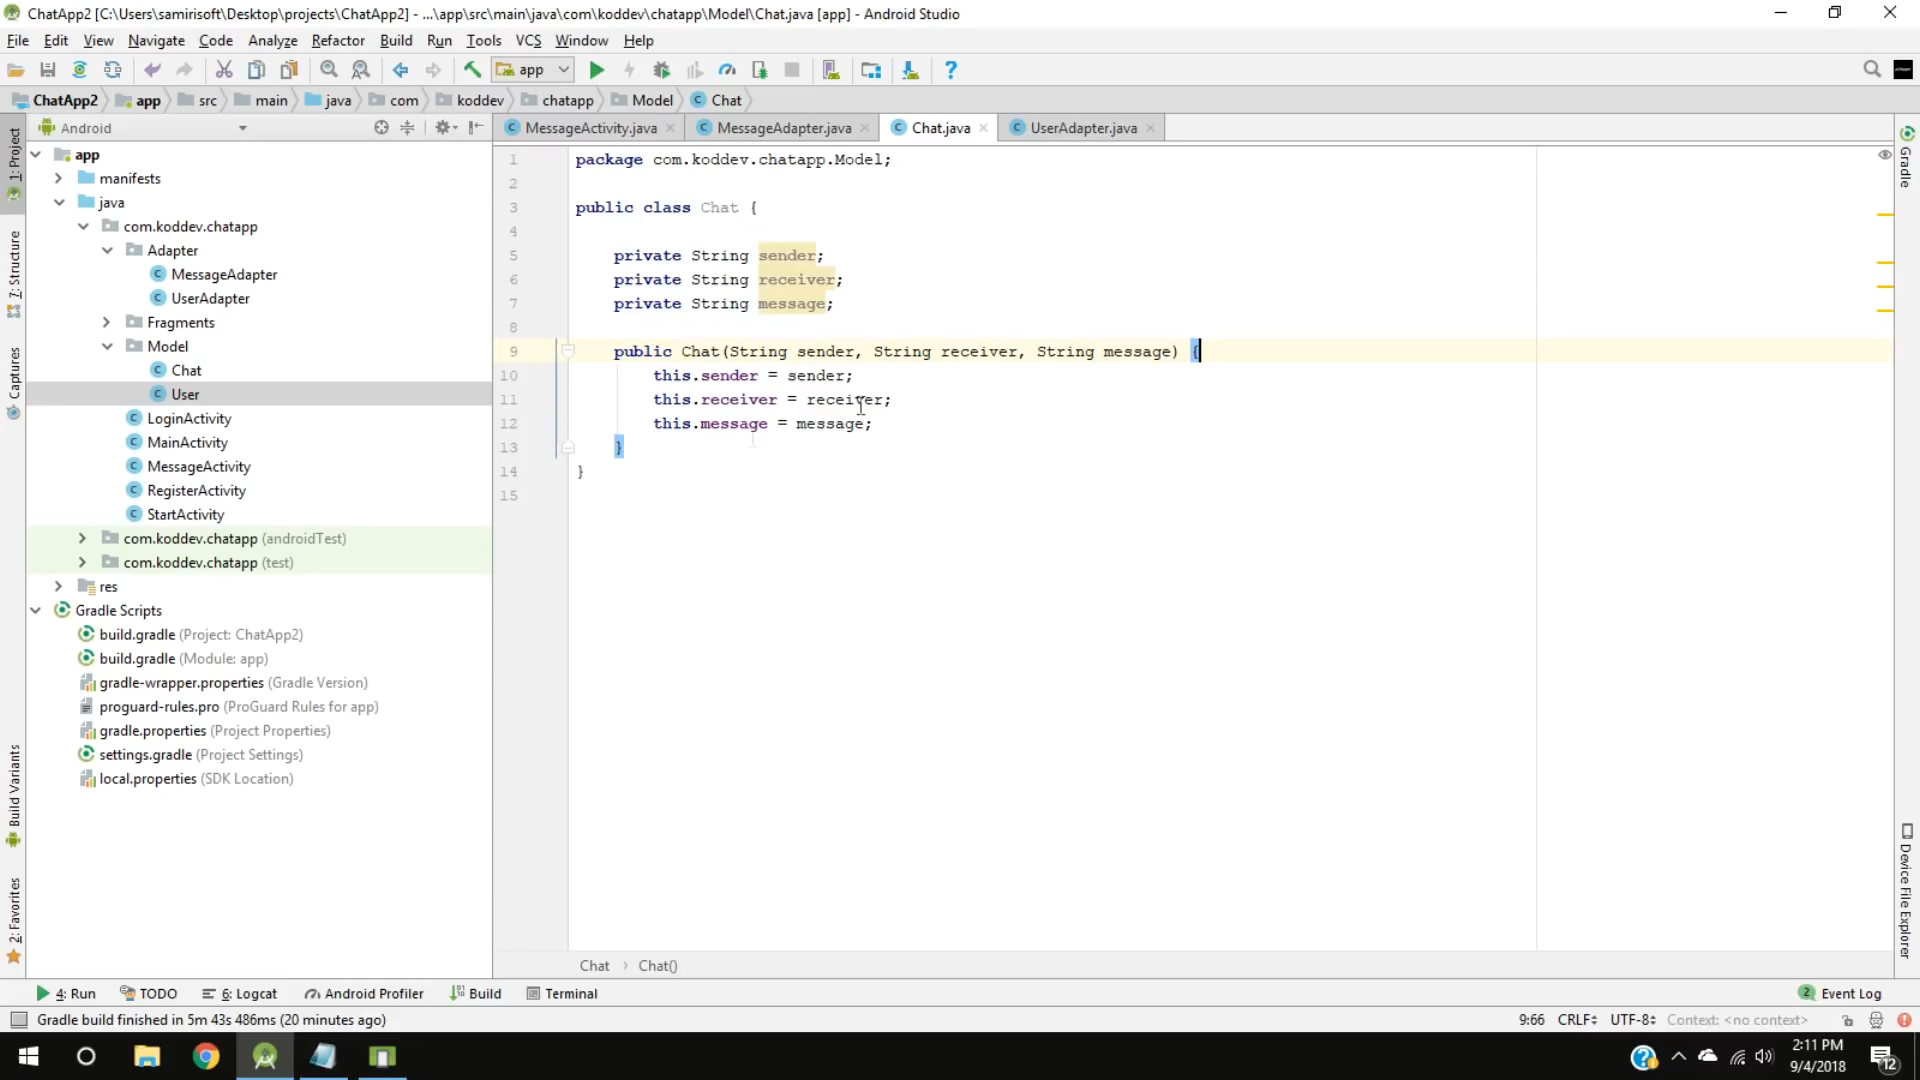 ChatApp2 [C:\Users\samirisoft\Desktop\projects\ChatApp2] - ...\app\src\main\java\com\koddev\chatapp\Model\Chat.java [app] - Android Studio
File Edit View Navigate Code Analyze Refactor Build Run Tools VCS Window Help
app
ChatApp2 app src main java com koddev chatapp Model Chat
Android
MessageActivity.java MessageAdapter.java Chat.java UserAdapter.java
1: Project
7: Structure
Captures
Build Variants
2: Favorites
app
manifests
java
com.koddev.chatapp
Adapter
MessageAdapter
UserAdapter
Fragments
Model
Chat
User
LoginActivity
MainActivity
MessageActivity
RegisterActivity
StartActivity
com.koddev.chatapp (androidTest)
com.koddev.chatapp (test)
res
Gradle Scripts
build.gradle (Project: ChatApp2)
build.gradle (Module: app)
gradle-wrapper.properties (Gradle Version)
proguard-rules.pro (ProGuard Rules for app)
gradle.properties (Project Properties)
settings.gradle (Project Settings)
local.properties (SDK Location)
1 package com.koddev.chatapp.Model;
2
3 public class Chat {
4
5 private String sender;
6 private String receiver;
7 private String message;
8
9 public Chat(String sender, String receiver, String message) {
10 this.sender = sender;
11 this.receiver = receiver;
12 this.message = message;
13 }
14 }
15
Gradle
Device File Explorer
Chat Chat()
4: Run TODO 6: Logcat Android Profiler Build Terminal
2 Event Log
Gradle build finished in 5m 43s 486ms (20 minutes ago)
9:66 CRLF UTF-8 Context: <no context>
2:11 PM
9/4/2018
12